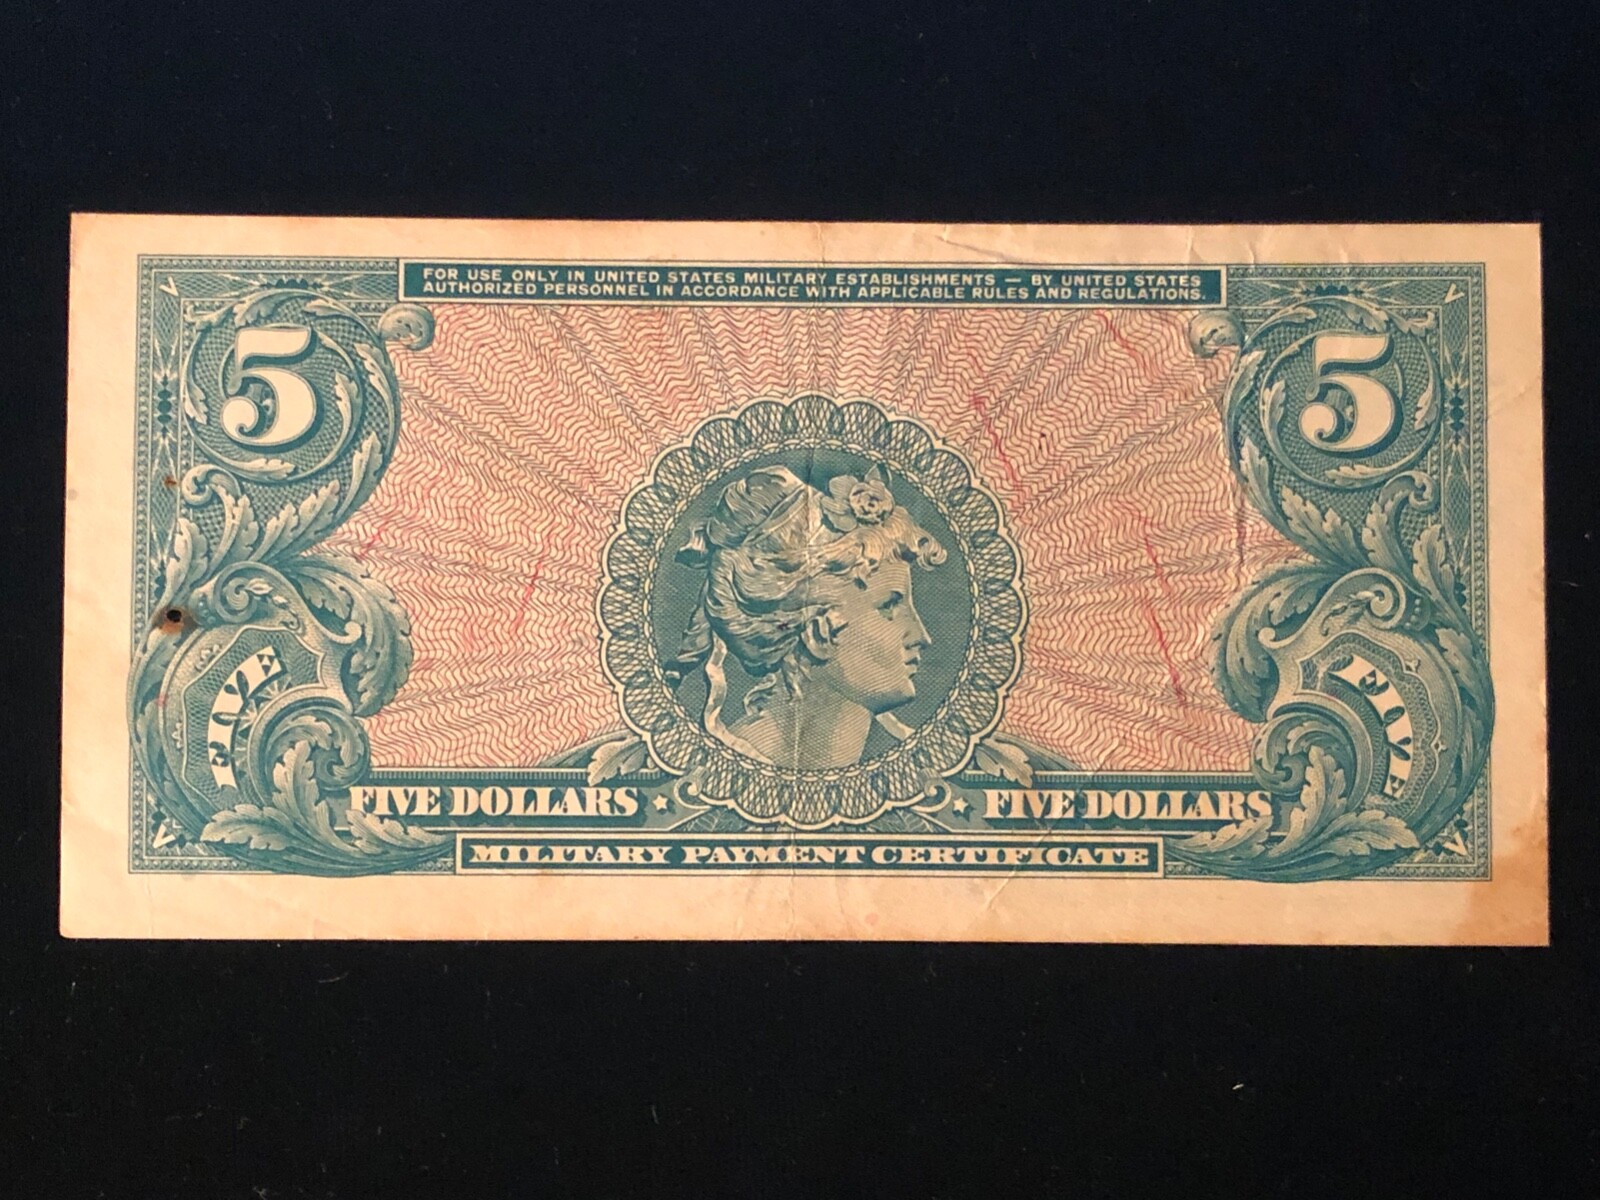 FOR USE ONLY IN UNITED STATES MILITARY ESTABLISHMENTS — BY UNITED STATES
AUTHORIZED PERSONNEL IN ACCORDANCE WITH APPLICABLE RULES AND REGULATIONS.
5 5
FIVE FIVE
FIVE DOLLARS FIVE DOLLARS
MILITARY PAYMENT CERTIFICATE